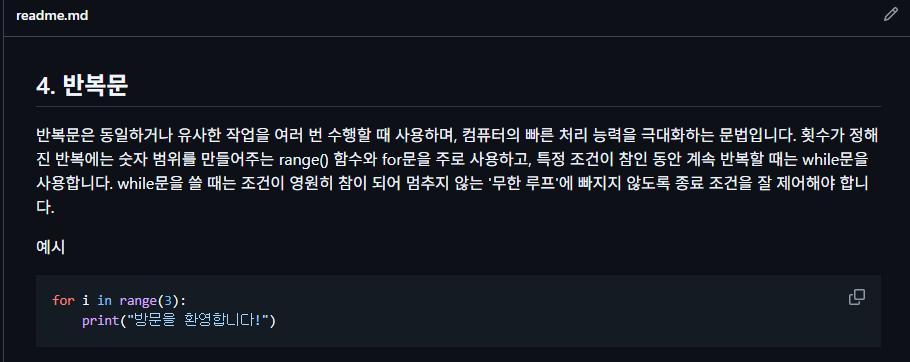 readme.md
4. 반복문
반복문은 동일하거나 유사한 작업을 여러 번 수행할 때 사용하며, 컴퓨터의 빠른 처리 능력을 극대화하는 문법입니다. 횟수가 정해
진 반복에는 숫자 범위를 만들어주는 range() 함수와 for문을 주로 사용하고, 특정 조건이 참인 동안 계속 반복할 때는 while문을
사용합니다. while문을 쓸 때는 조건이 영원히 참이 되어 멈추지 않는 '무한 루프'에 빠지지 않도록 종료 조건을 잘 제어해야 합니
다.
예시
for i in range(3):
    print("방문을 환영합니다!")